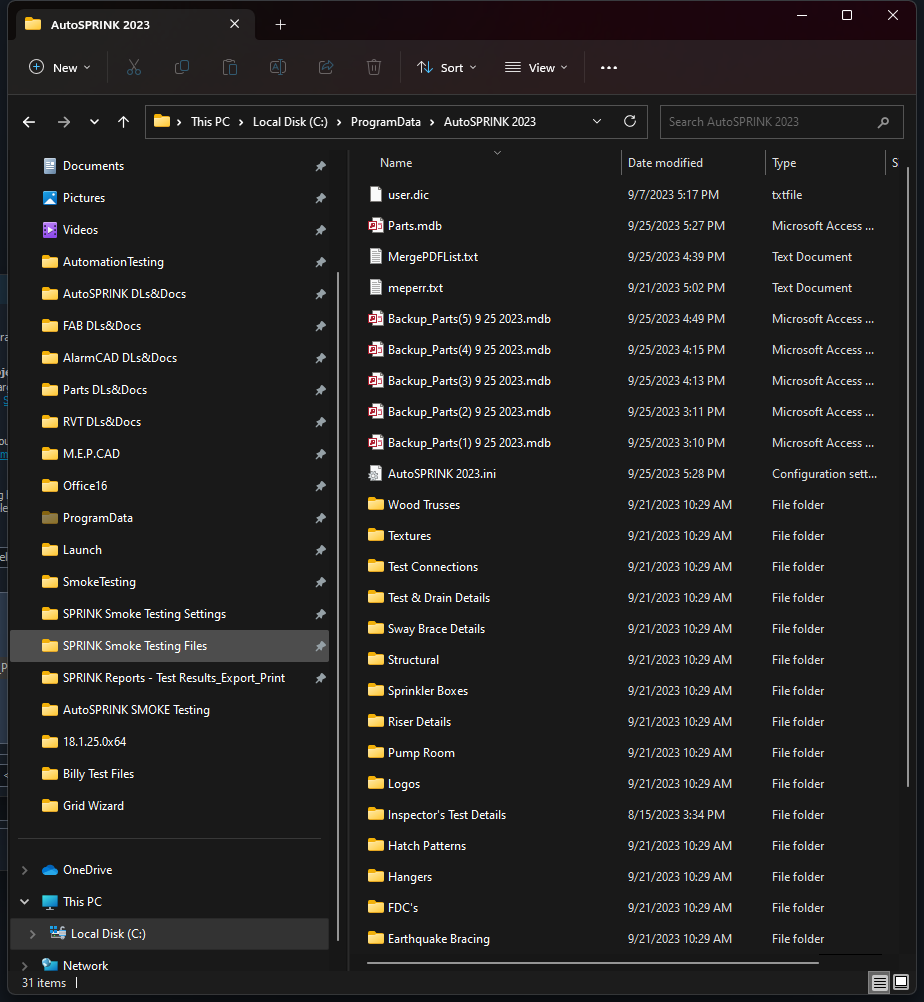 AutoSPRINK 2023
New
Sort
View
This PC > Local Disk (C:) > ProgramData > AutoSPRINK 2023
Search AutoSPRINK 2023
Documents
Pictures
Videos
AutomationTesting
AutoSPRINK DLs&Docs
FAB DLs&Docs
AlarmCAD DLs&Docs
Parts DLs&Docs
RVT DLs&Docs
M.E.P.CAD
Office16
ProgramData
Launch
SmokeTesting
SPRINK Smoke Testing Settings
SPRINK Smoke Testing Files
SPRINK Reports - Test Results_Export_Print
AutoSPRINK SMOKE Testing
18.1.25.0x64
Billy Test Files
Grid Wizard
OneDrive
This PC
Local Disk (C:)
Network
Name Date modified Type S
user.dic 9/7/2023 5:17 PM txtfile
Parts.mdb 9/25/2023 5:27 PM Microsoft Access ...
MergePDFList.txt 9/25/2023 4:39 PM Text Document
meperr.txt 9/21/2023 5:02 PM Text Document
Backup_Parts(5) 9 25 2023.mdb 9/25/2023 4:49 PM Microsoft Access ...
Backup_Parts(4) 9 25 2023.mdb 9/25/2023 4:15 PM Microsoft Access ...
Backup_Parts(3) 9 25 2023.mdb 9/25/2023 4:13 PM Microsoft Access ...
Backup_Parts(2) 9 25 2023.mdb 9/25/2023 3:11 PM Microsoft Access ...
Backup_Parts(1) 9 25 2023.mdb 9/25/2023 3:10 PM Microsoft Access ...
AutoSPRINK 2023.ini 9/25/2023 5:28 PM Configuration sett...
Wood Trusses 9/21/2023 10:29 AM File folder
Textures 9/21/2023 10:29 AM File folder
Test Connections 9/21/2023 10:29 AM File folder
Test & Drain Details 9/21/2023 10:29 AM File folder
Sway Brace Details 9/21/2023 10:29 AM File folder
Structural 9/21/2023 10:29 AM File folder
Sprinkler Boxes 9/21/2023 10:29 AM File folder
Riser Details 9/21/2023 10:29 AM File folder
Pump Room 9/21/2023 10:29 AM File folder
Logos 9/21/2023 10:29 AM File folder
Inspector's Test Details 8/15/2023 3:34 PM File folder
Hatch Patterns 9/21/2023 10:29 AM File folder
Hangers 9/21/2023 10:29 AM File folder
FDC's 9/21/2023 10:29 AM File folder
Earthquake Bracing 9/21/2023 10:29 AM File folder
31 items